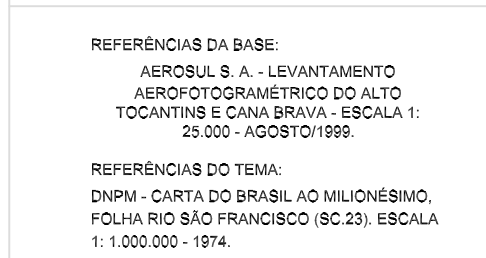 REFERÊNCIAS DA BASE:
AEROSUL S. A. - LEVANTAMENTO
AEROFOTOGRAMÉTRICO DO ALTO
TOCANTINS E CANA BRAVA - ESCALA 1:
25.000 - AGOSTO/1999.
REFERÊNCIAS DO TEMA:
DNPM - CARTA DO BRASIL AO MILIONÉSIMO,
FOLHA RIO SÃO FRANCISCO (SC.23). ESCALA
1: 1.000.000 - 1974.